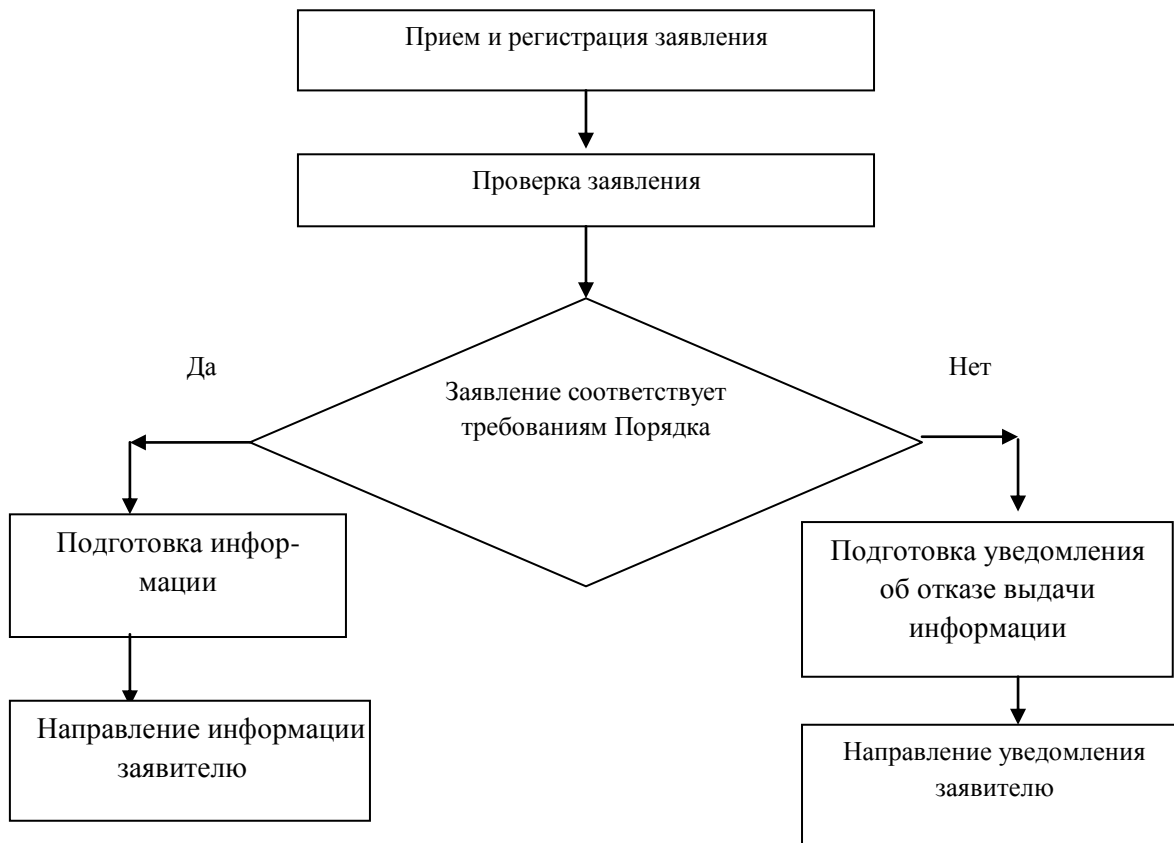 Прием и регистрация заявления
Проверка заявления
Да
Нет
Заявление соответствует
требованиям Порядка
Подготовка инфор-
мации
Подготовка уведомления
об отказе выдачи
информации
Направление информации
заявителю
Направление уведомления
заявителю